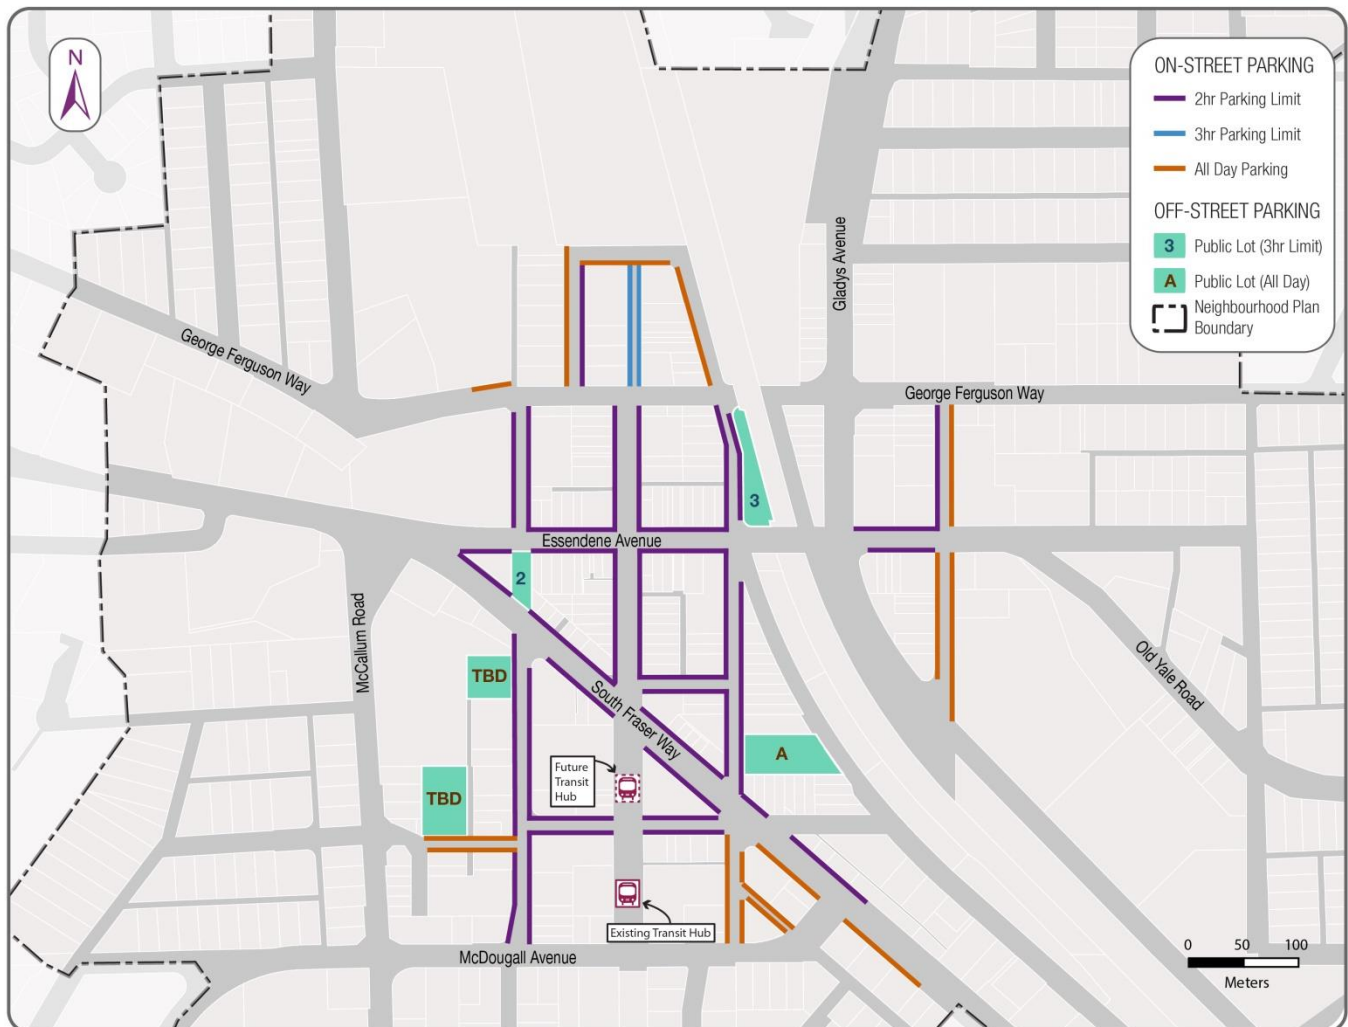 N
ON-STREET PARKING
2hr Parking Limit
3hr Parking Limit
All Day Parking
OFF-STREET PARKING
3 Public Lot (3hr Limit)
A Public Lot (All Day)
Neighbourhood Plan
Boundary
Gladys Avenue
George Ferguson Way
George Ferguson Way
3
Essendene Avenue
2
McCallum Road
TBD
Old Yale Road
South Fraser Way
A
Future
Transit
Hub
TBD
Existing Transit Hub
McDougall Avenue
0 50 100
Meters